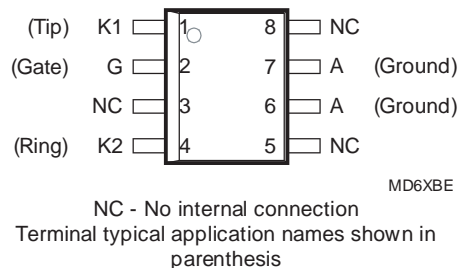 (Tip) K1 1 8 NC
(Gate) G 2 7 A (Ground)
NC 3 6 A (Ground)
(Ring) K2 4 5 NC
MD6XBE
NC - No internal connection
Terminal typical application names shown in
parenthesis